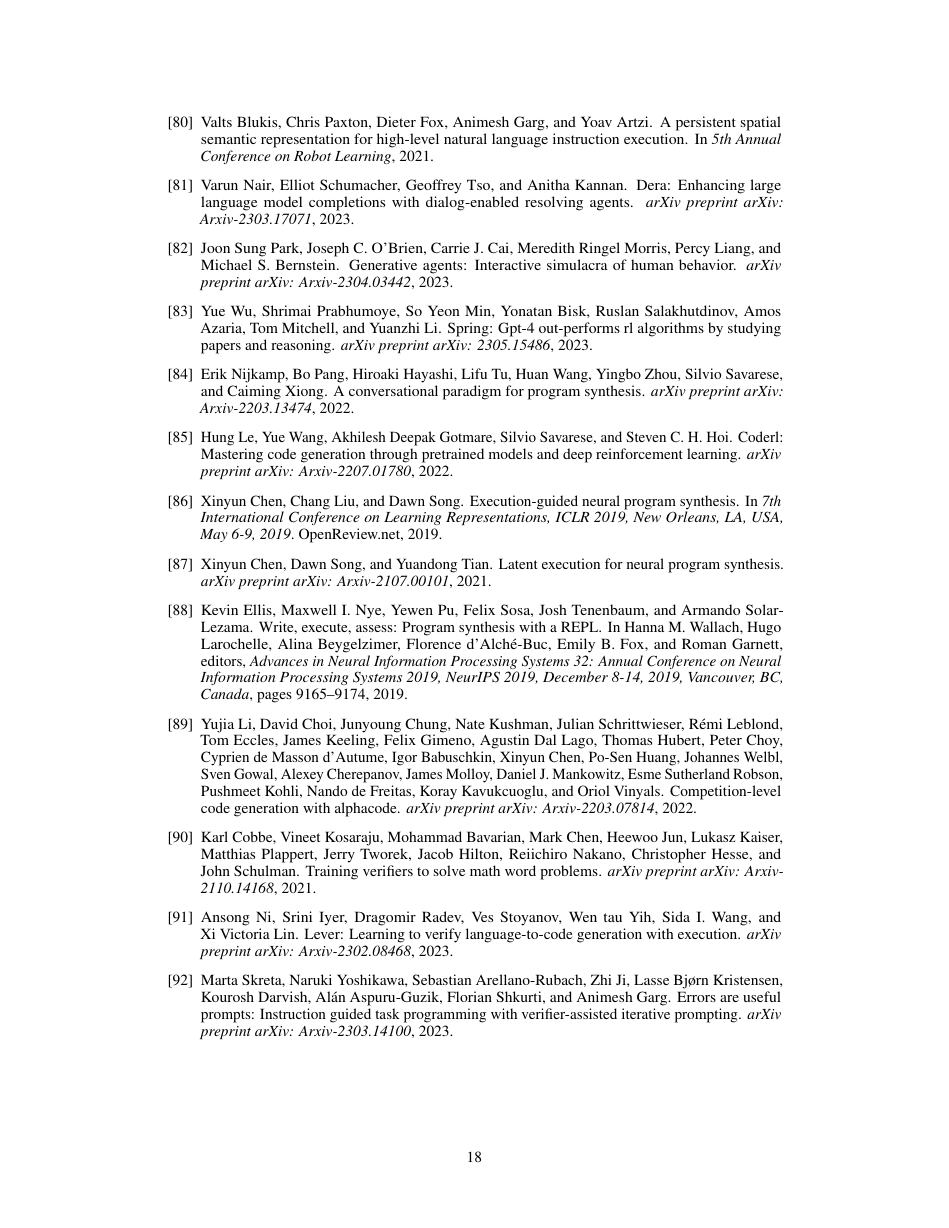 [80] Valts Blukis, Chris Paxton, Dieter Fox, Animesh Garg, and Yoav Artzi. A persistent spatial
semantic representation for high-level natural language instruction execution. In 5th Annual
Conference on Robot Learning, 2021.
[81] Varun Nair, Elliot Schumacher, Geoffrey Tso, and Anitha Kannan. Dera: Enhancing large
language model completions with dialog-enabled resolving agents. arXiv preprint arXiv:
Arxiv-2303.17071, 2023.
[82] Joon Sung Park, Joseph C. O'Brien, Carrie J. Cai, Meredith Ringel Morris, Percy Liang, and
Michael S. Bernstein. Generative agents: Interactive simulacra of human behavior. arXiv
preprint arXiv: Arxiv-2304.03442, 2023.
[83] Yue Wu, Shrimai Prabhumoye, So Yeon Min, Yonatan Bisk, Ruslan Salakhutdinov, Amos
Azaria, Tom Mitchell, and Yuanzhi Li. Spring: Gpt-4 out-performs rl algorithms by studying
papers and reasoning. arXiv preprint arXiv: 2305.15486, 2023.
[84] Erik Nijkamp, Bo Pang, Hiroaki Hayashi, Lifu Tu, Huan Wang, Yingbo Zhou, Silvio Savarese,
and Caiming Xiong. A conversational paradigm for program synthesis. arXiv preprint arXiv:
Arxiv-2203.13474, 2022.
[85] Hung Le, Yue Wang, Akhilesh Deepak Gotmare, Silvio Savarese, and Steven C. H. Hoi. Coderl:
Mastering code generation through pretrained models and deep reinforcement learning. arXiv
preprint arXiv: Arxiv-2207.01780, 2022.
[86] Xinyun Chen, Chang Liu, and Dawn Song. Execution-guided neural program synthesis. In 7th
International Conference on Learning Representations, ICLR 2019, New Orleans, LA, USA,
May 6-9, 2019. OpenReview.net, 2019.
[87] Xinyun Chen, Dawn Song, and Yuandong Tian. Latent execution for neural program synthesis.
arXiv preprint arXiv: Arxiv-2107.00101, 2021.
[88] Kevin Ellis, Maxwell I. Nye, Yewen Pu, Felix Sosa, Josh Tenenbaum, and Armando Solar-
Lezama. Write, execute, assess: Program synthesis with a REPL. In Hanna M. Wallach, Hugo
Larochelle, Alina Beygelzimer, Florence d'Alché-Buc, Emily B. Fox, and Roman Garnett,
editors, Advances in Neural Information Processing Systems 32: Annual Conference on Neural
Information Processing Systems 2019, NeurIPS 2019, December 8-14, 2019, Vancouver, BC,
Canada, pages 9165–9174, 2019.
[89] Yujia Li, David Choi, Junyoung Chung, Nate Kushman, Julian Schrittwieser, Rémi Leblond,
Tom Eccles, James Keeling, Felix Gimeno, Agustin Dal Lago, Thomas Hubert, Peter Choy,
Cyprien de Masson d'Autume, Igor Babuschkin, Xinyun Chen, Po-Sen Huang, Johannes Welbl,
Sven Gowal, Alexey Cherepanov, James Molloy, Daniel J. Mankowitz, Esme Sutherland Robson,
Pushmeet Kohli, Nando de Freitas, Koray Kavukcuoglu, and Oriol Vinyals. Competition-level
code generation with alphacode. arXiv preprint arXiv: Arxiv-2203.07814, 2022.
[90] Karl Cobbe, Vineet Kosaraju, Mohammad Bavarian, Mark Chen, Heewoo Jun, Lukasz Kaiser,
Matthias Plappert, Jerry Tworek, Jacob Hilton, Reiichiro Nakano, Christopher Hesse, and
John Schulman. Training verifiers to solve math word problems. arXiv preprint arXiv: Arxiv-
2110.14168, 2021.
[91] Ansong Ni, Srini Iyer, Dragomir Radev, Ves Stoyanov, Wen tau Yih, Sida I. Wang, and
Xi Victoria Lin. Lever: Learning to verify language-to-code generation with execution. arXiv
preprint arXiv: Arxiv-2302.08468, 2023.
[92] Marta Skreta, Naruki Yoshikawa, Sebastian Arellano-Rubach, Zhi Ji, Lasse Bjørn Kristensen,
Kourosh Darvish, Alán Aspuru-Guzik, Florian Shkurti, and Animesh Garg. Errors are useful
prompts: Instruction guided task programming with verifier-assisted iterative prompting. arXiv
preprint arXiv: Arxiv-2303.14100, 2023.
18